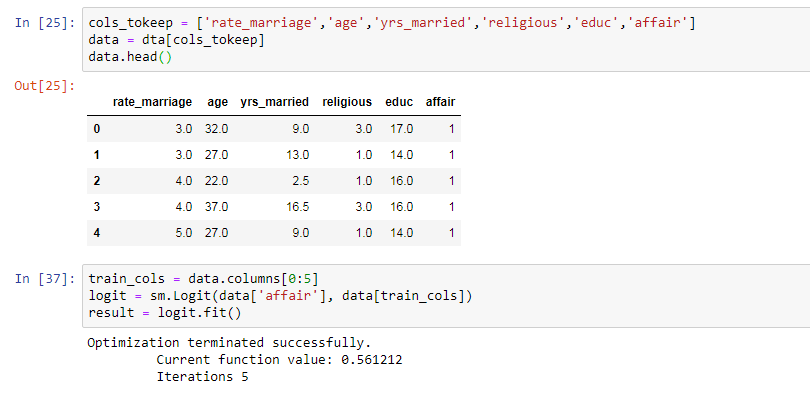 In [25]: cols_tokeep = ['rate_marriage','age','yrs_married','religious','educ','affair']
data = dta[cols_tokeep]
data.head()
Out[25]:
rate_marriage age yrs_married religious educ affair
0 3.0 32.0 9.0 3.0 17.0 1
1 3.0 27.0 13.0 1.0 14.0 1
2 4.0 22.0 2.5 1.0 16.0 1
3 4.0 37.0 16.5 3.0 16.0 1
4 5.0 27.0 9.0 1.0 14.0 1
In [37]: train_cols = data.columns[0:5]
logit = sm.Logit(data['affair'], data[train_cols])
result = logit.fit()
Optimization terminated successfully.
Current function value: 0.561212
Iterations 5